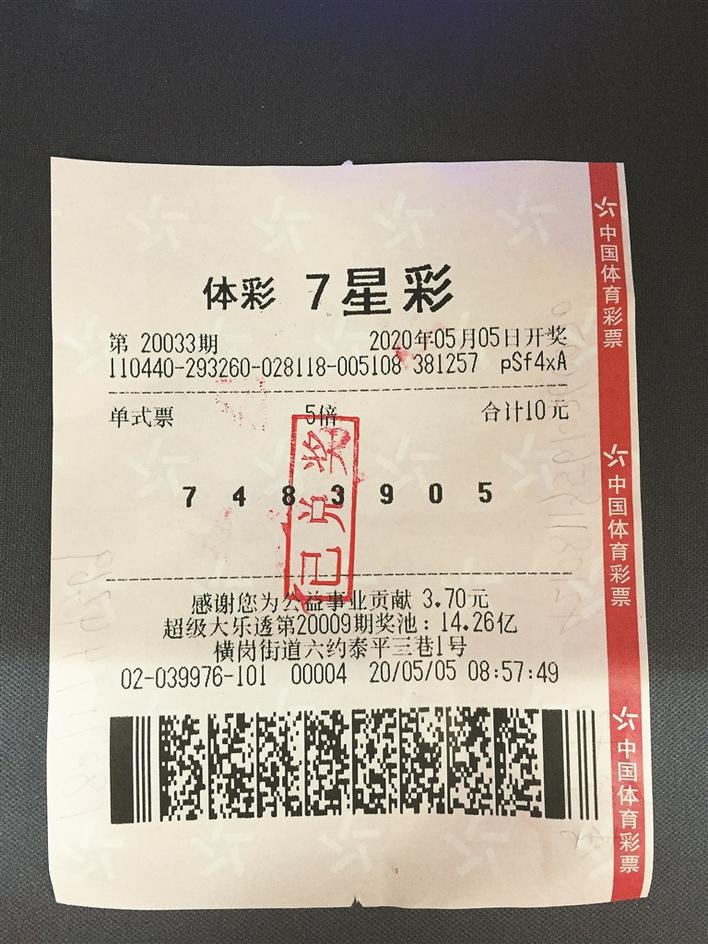 体彩 7星彩
第 20033期 2020年05月05日开奖
110440-293260-028118-005108 381257 pSf4xA
单式票 5倍 合计10元
7 4 8 3 9 0 5
已兑奖
感谢您为公益事业贡献 3.70元
超级大乐透第20009期奖池：14.26亿
横岗街道六约泰平三巷1号
02-039976-101 00004 20/05/05 08:57:49
中国体育彩票
中国体育彩票
中国体育彩票